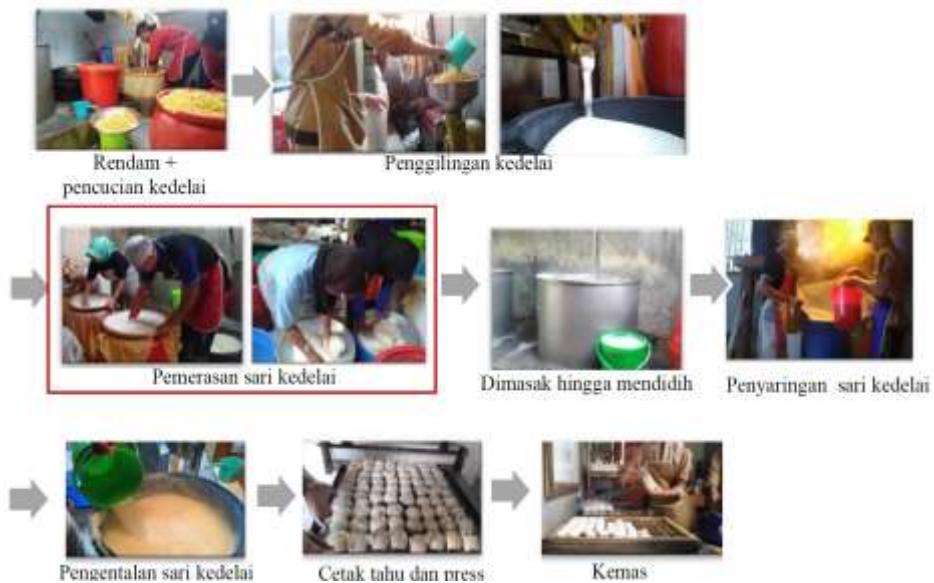 Rendam +
pencucian kedelai
Penggilingan kedelai
Pemerasan sari kedelai
Dimasak hingga mendidih
Penyaringan sari kedelai
Pengentalan sari kedelai
Cetak tahu dan press
Kemas